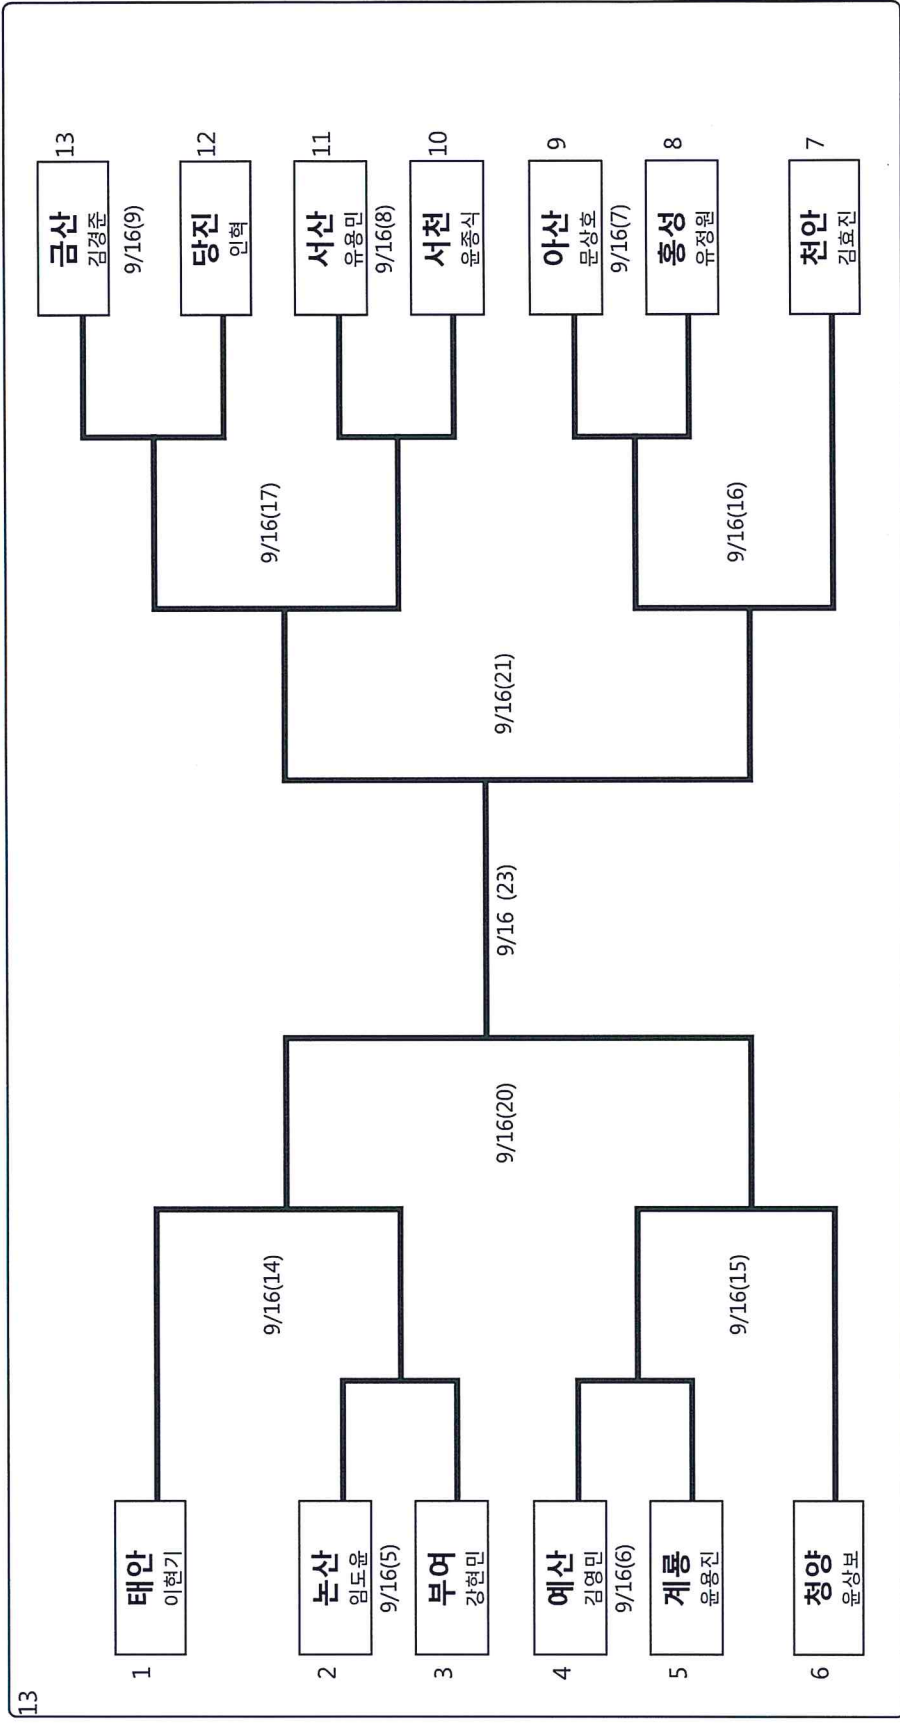 13
1
태안
이현기
2
논산
임도윤
9/16(5)
3
부여
강현민
4
예산
김영민
9/16(6)
5
계룡
윤용진
6
청양
윤상보
9/16(14)
9/16(15)
9/16(20)
9/16 (23)
9/16(21)
9/16(17)
9/16(16)
금산
김경준
13
9/16(9)
당진
인혁
12
서산
유용민
11
9/16(8)
서천
윤종식
10
아산
문상호
9
9/16(7)
홍성
유정원
8
천안
김효진
7